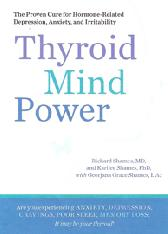 The Proven Cure for Hormone-Related
Depression, Anxiety, and Irritability
Thyroid
Mind
Power
Richard Shames, MD,
and Karilee Shames, PhD,
with Georjana Grace Shames, LAc
Are you experiencing ANXIETY, DEPRESSION,
CRAVINGS, POOR SLEEP, MEMORY LOSS?
It may be your thyroid!